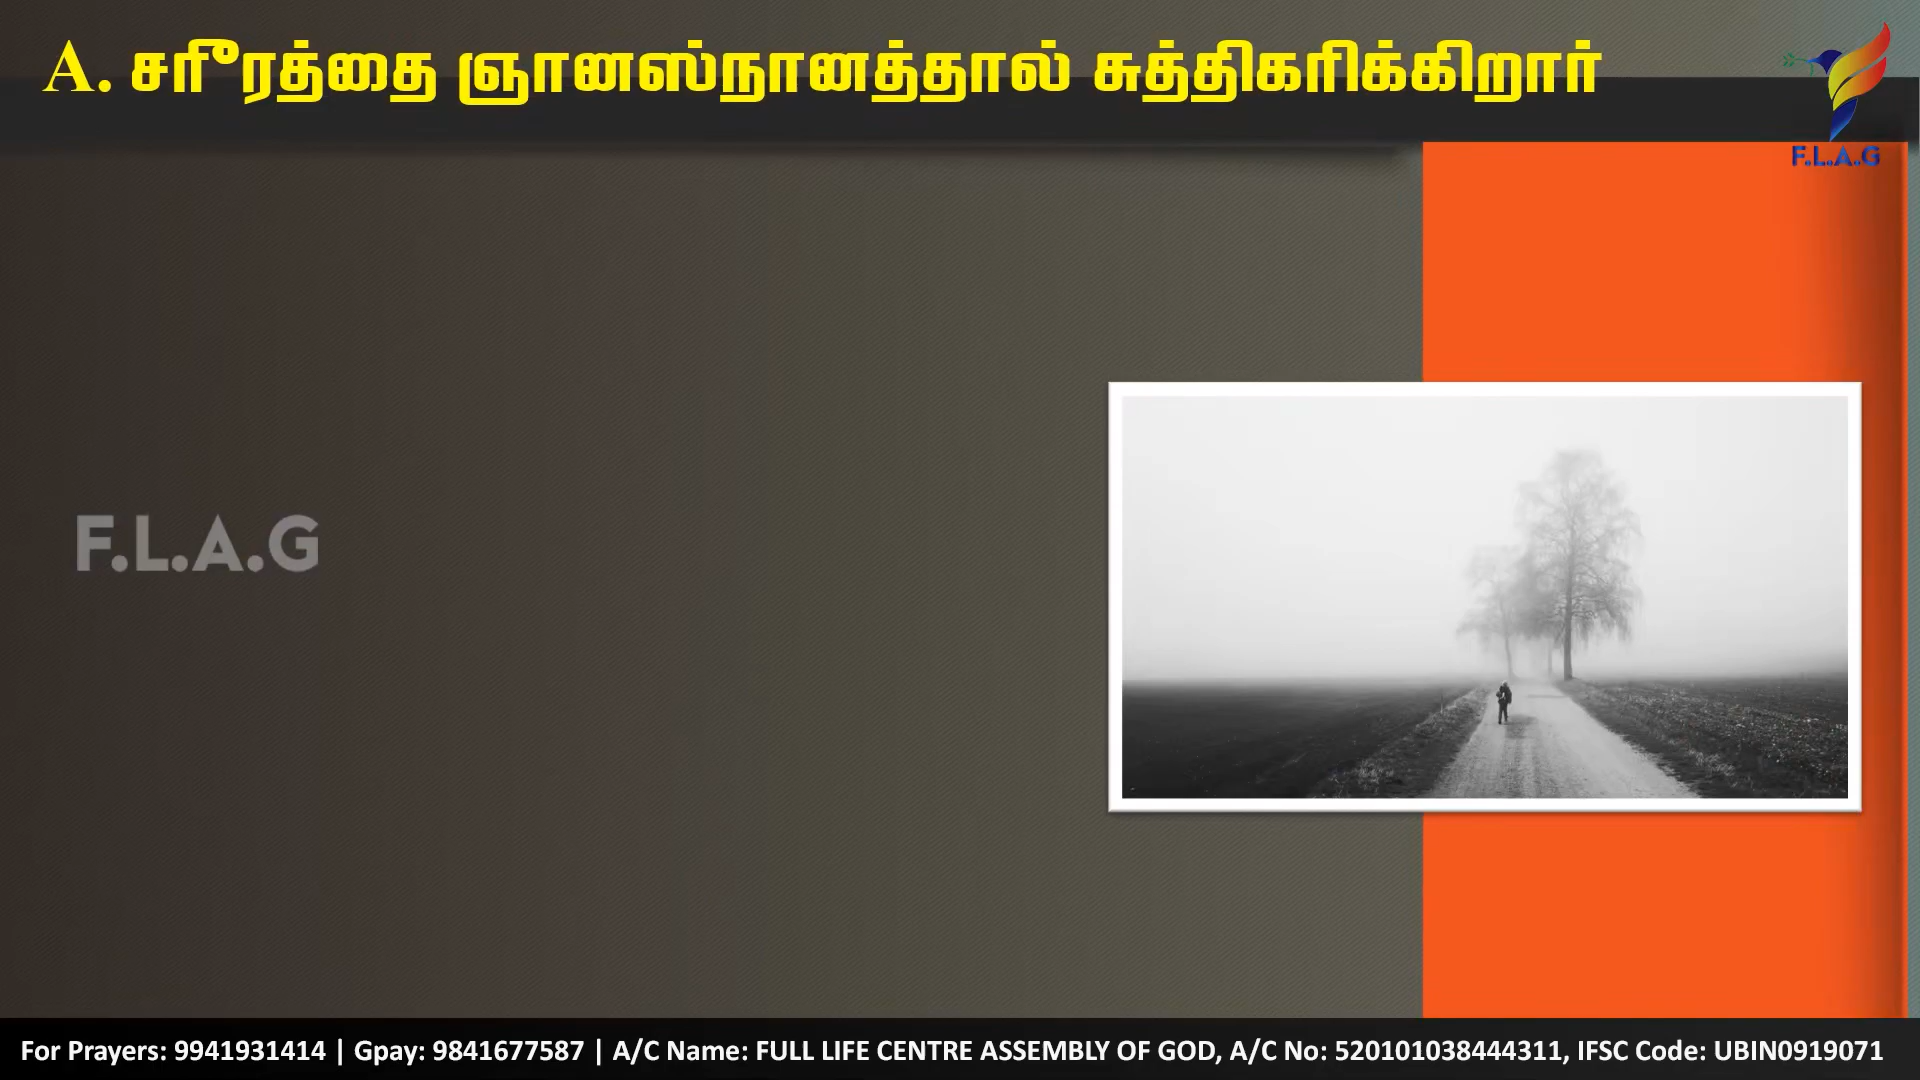 A. சரீரத்தை ஞானஸ்நானத்தால் சுத்திகரிக்கிறார்
F.L.A.G
F.L.A.G
For Prayers: 9941931414 | Gpay: 9841677587 | A/C Name: FULL LIFE CENTRE ASSEMBLY OF GOD, A/C No: 520101038444311, IFSC Code: UBIN0919071